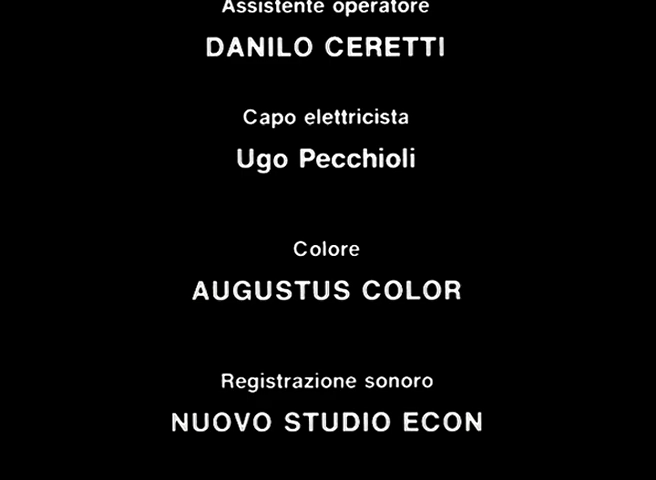 Assistente operatore
DANILO CERETTI
Capo elettricista
Ugo Pecchioli
Colore
AUGUSTUS COLOR
Registrazione sonoro
NUOVO STUDIO ECON